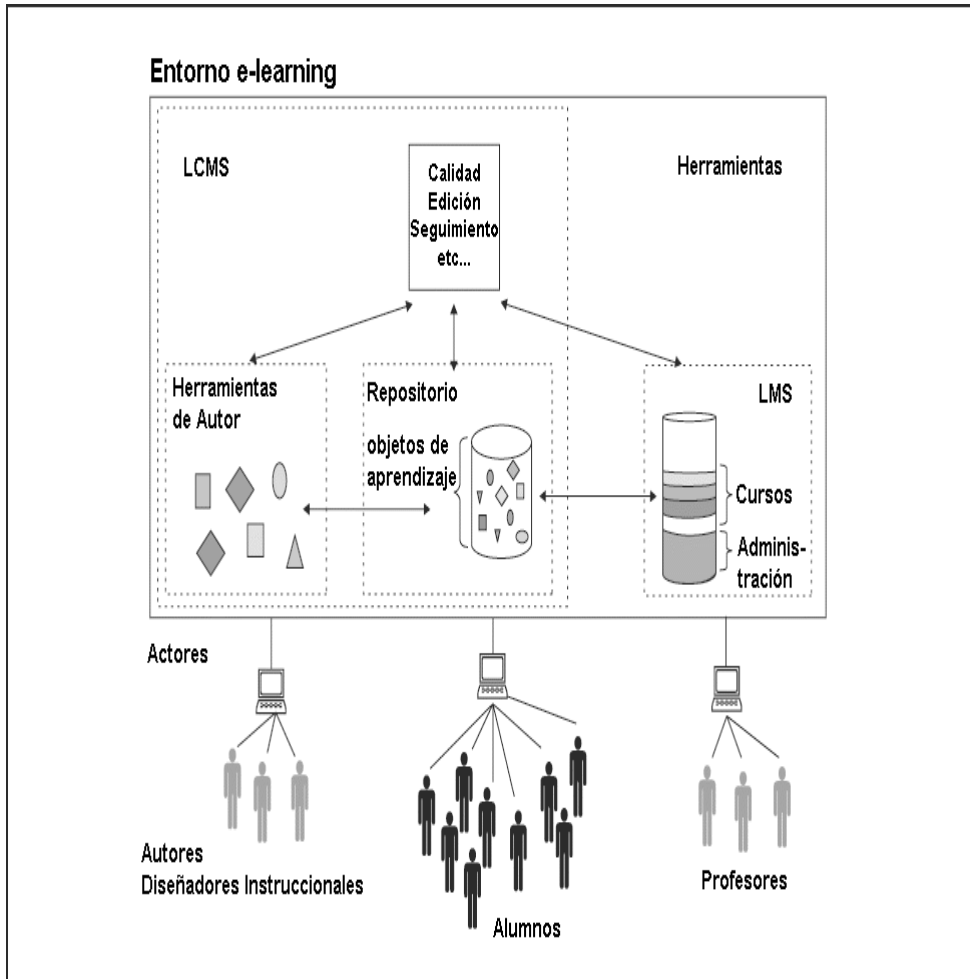 Entorno e-learning
LCMS
Herramientas
Calidad
Edición
Seguimiento
etc...
Herramientas
de Autor
Repositorio
objetos de
aprendizaje
LMS
Cursos
Adminis-
tración
Actores
Autores
Diseñadores Instruccionales
Alumnos
Profesores